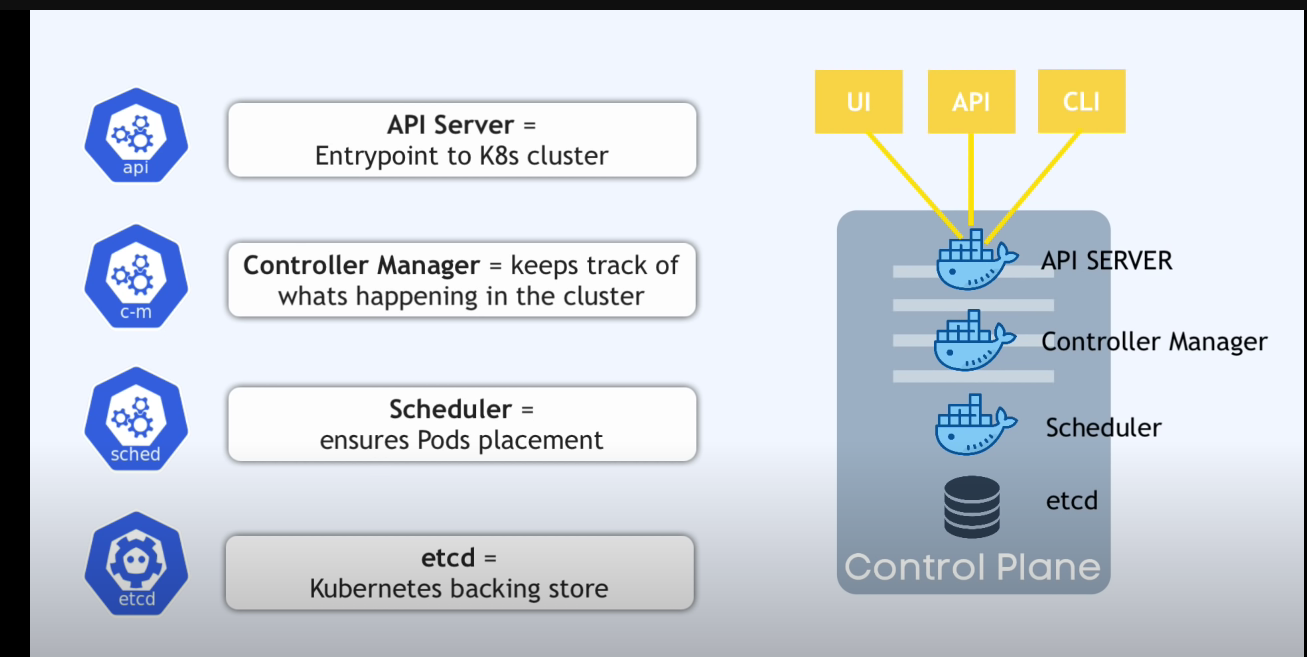 api
API Server =
Entrypoint to K8s cluster
c-m
Controller Manager = keeps track of
whats happening in the cluster
sched
Scheduler =
ensures Pods placement
etcd
etcd =
Kubernetes backing store
UI
API
CLI
API SERVER
Controller Manager
Scheduler
etcd
Control Plane